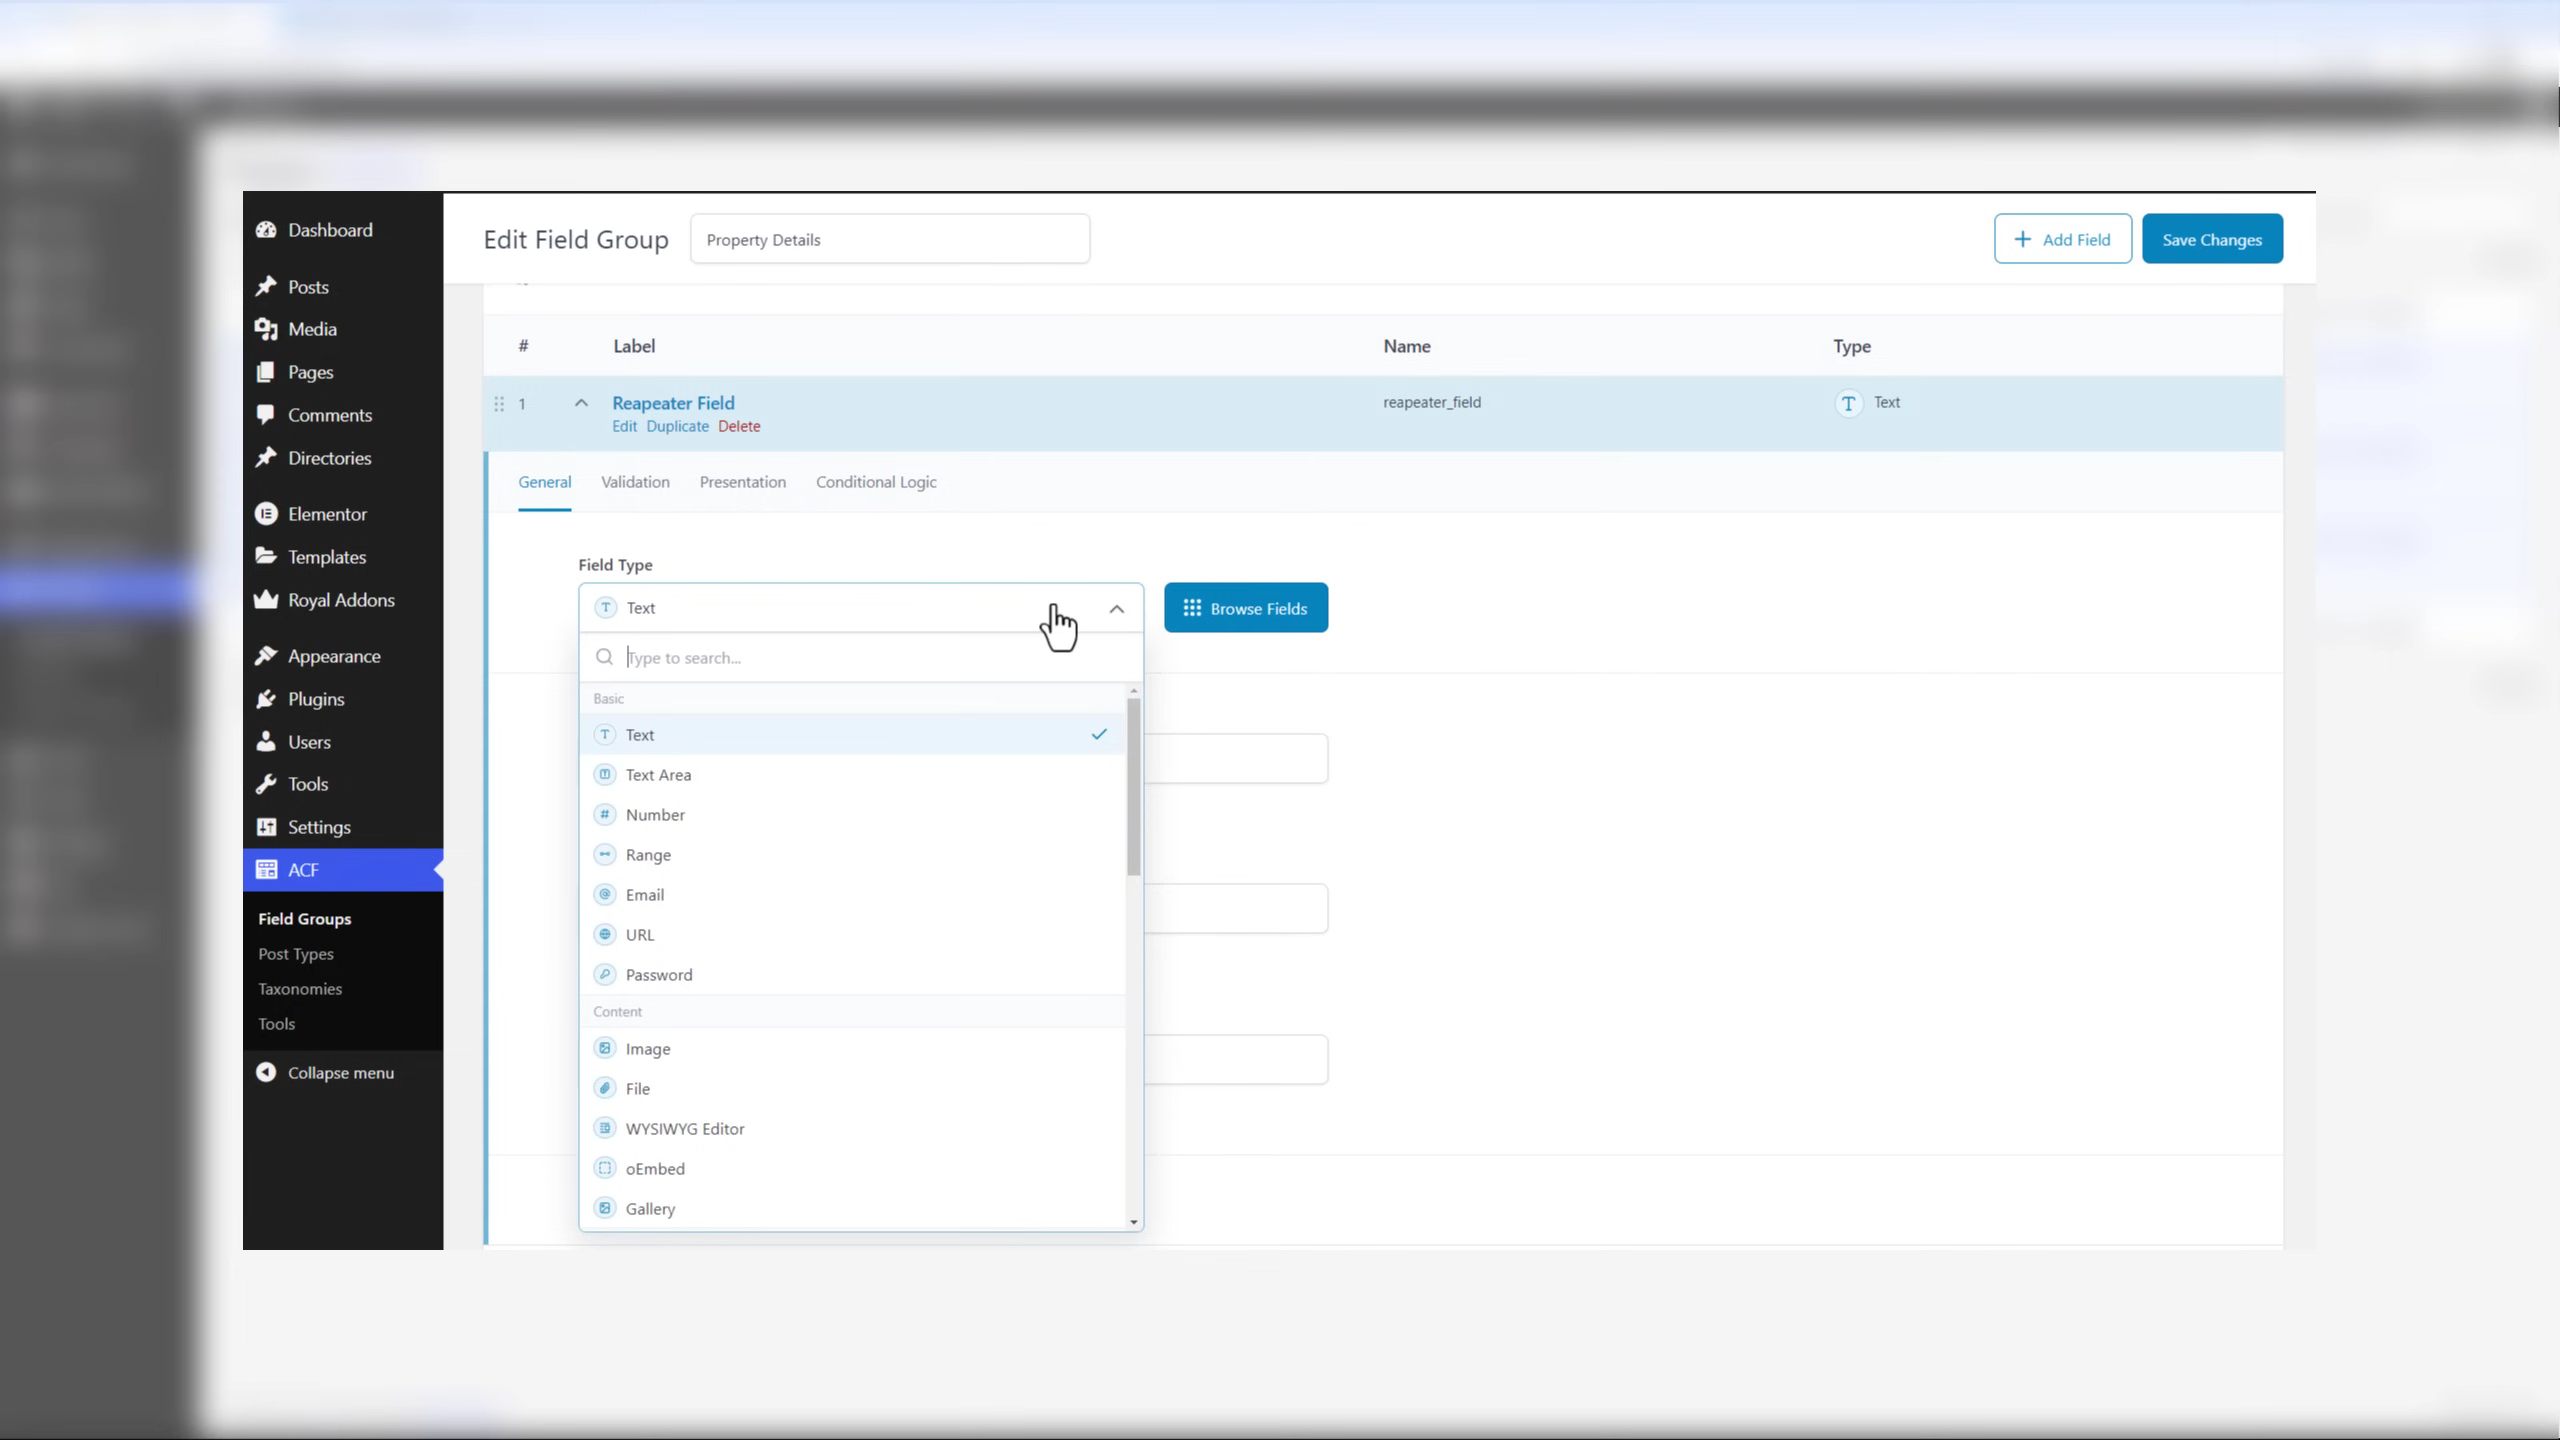 Dashboard
Posts
Media
Pages
Comments
Directories
Elementor
Templates
Royal Addons
Appearance
Plugins
Users
Tools
Settings
ACF
Field Groups
Post Types
Taxonomies
Tools
Collapse menu
Edit Field Group
Property Details
+ Add Field
Save Changes
# Label Name Type
1 Reapeater Field reapeater_field T Text
Edit Duplicate Delete
General Validation Presentation Conditional Logic
Field Type
T Text
Browse Fields
Type to search...
Basic
T Text
Text Area
# Number
Range
Email
URL
Password
Content
Image
File
WYSIWYG Editor
oEmbed
Gallery